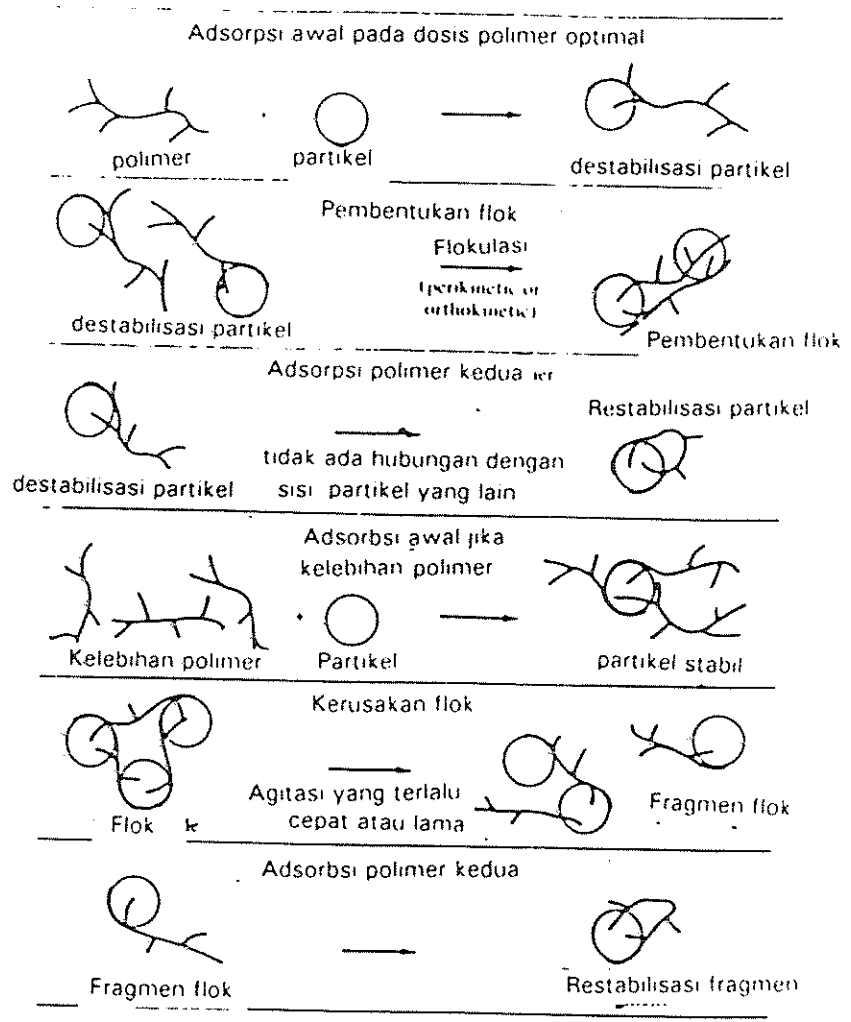 Adsorpsi awal pada dosis polimer optimal
polimer
partikel
destabilisasi partikel
Pembentukan flok
Flokulasi
(perikinetic or
orthokinetic)
destabilisasi partikel
Pembentukan flok
Adsorpsi polimer kedua
Restabilisasi partikel
tidak ada hubungan dengan
sisi partikel yang lain
destabilisasi partikel
Adsorbsi awal jika
kelebihan polimer
Kelebihan polimer
Partikel
partikel stabil
Kerusakan flok
Agitasi yang terlalu
cepat atau lama
Fragmen flok
Flok
Adsorbsi polimer kedua
Fragmen flok
Restabilisasi fragmen